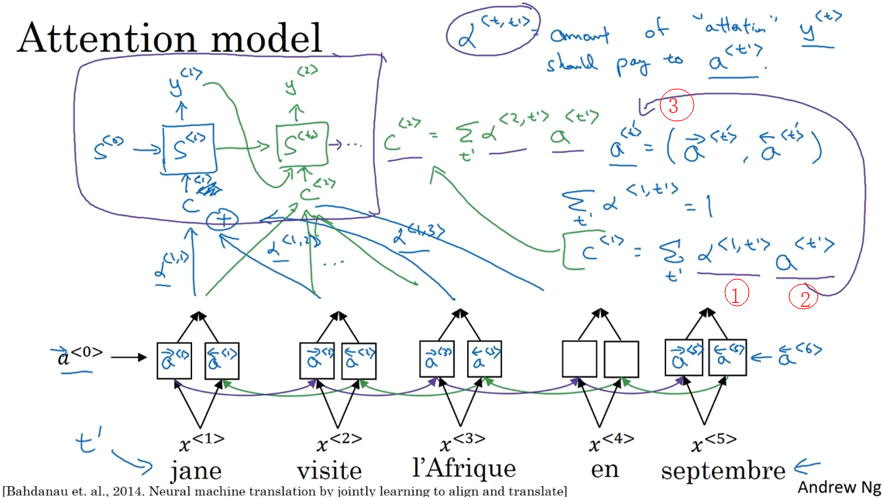 Attention model
α<t,t'> = amount of "attention" y<t>
should pay to a<t'>.
y<1> y<2>
S<0> S<1> S<2> ...
C<1> C<2>
+
α<1,1> α<1,2> ... α<1,3>
C<2> = Σt' α<2,t'> a<t'>
③
a<t'> = (→a<t'>, ←a<t'>)
Σt' α<1,t'> = 1
C<1> = Σt' α<1,t'> a<t'>
① ②
→a<0> →a<1> ←a<1> →a<2> ←a<2> →a<3> ←a<3> →a<5> ←a<5> ←a<6>
x<1> x<2> x<3> x<4> x<5>
t' jane visite l'Afrique en septembre
[Bahdanau et. al., 2014. Neural machine translation by jointly learning to align and translate]
Andrew Ng